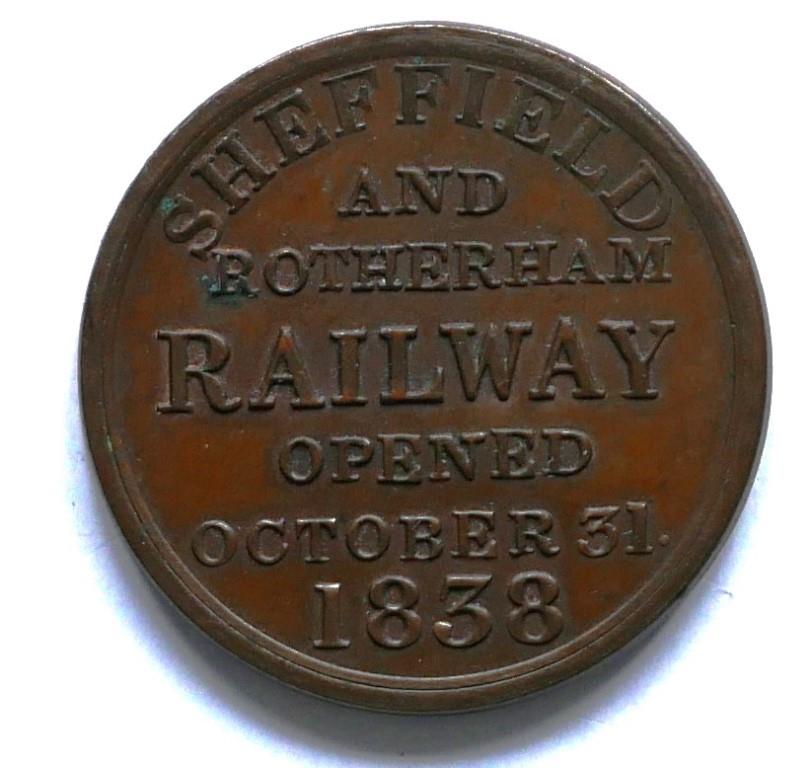 SHEFFIELD
AND
ROTHERHAM
RAILWAY
OPENED
OCTOBER 31.
1838